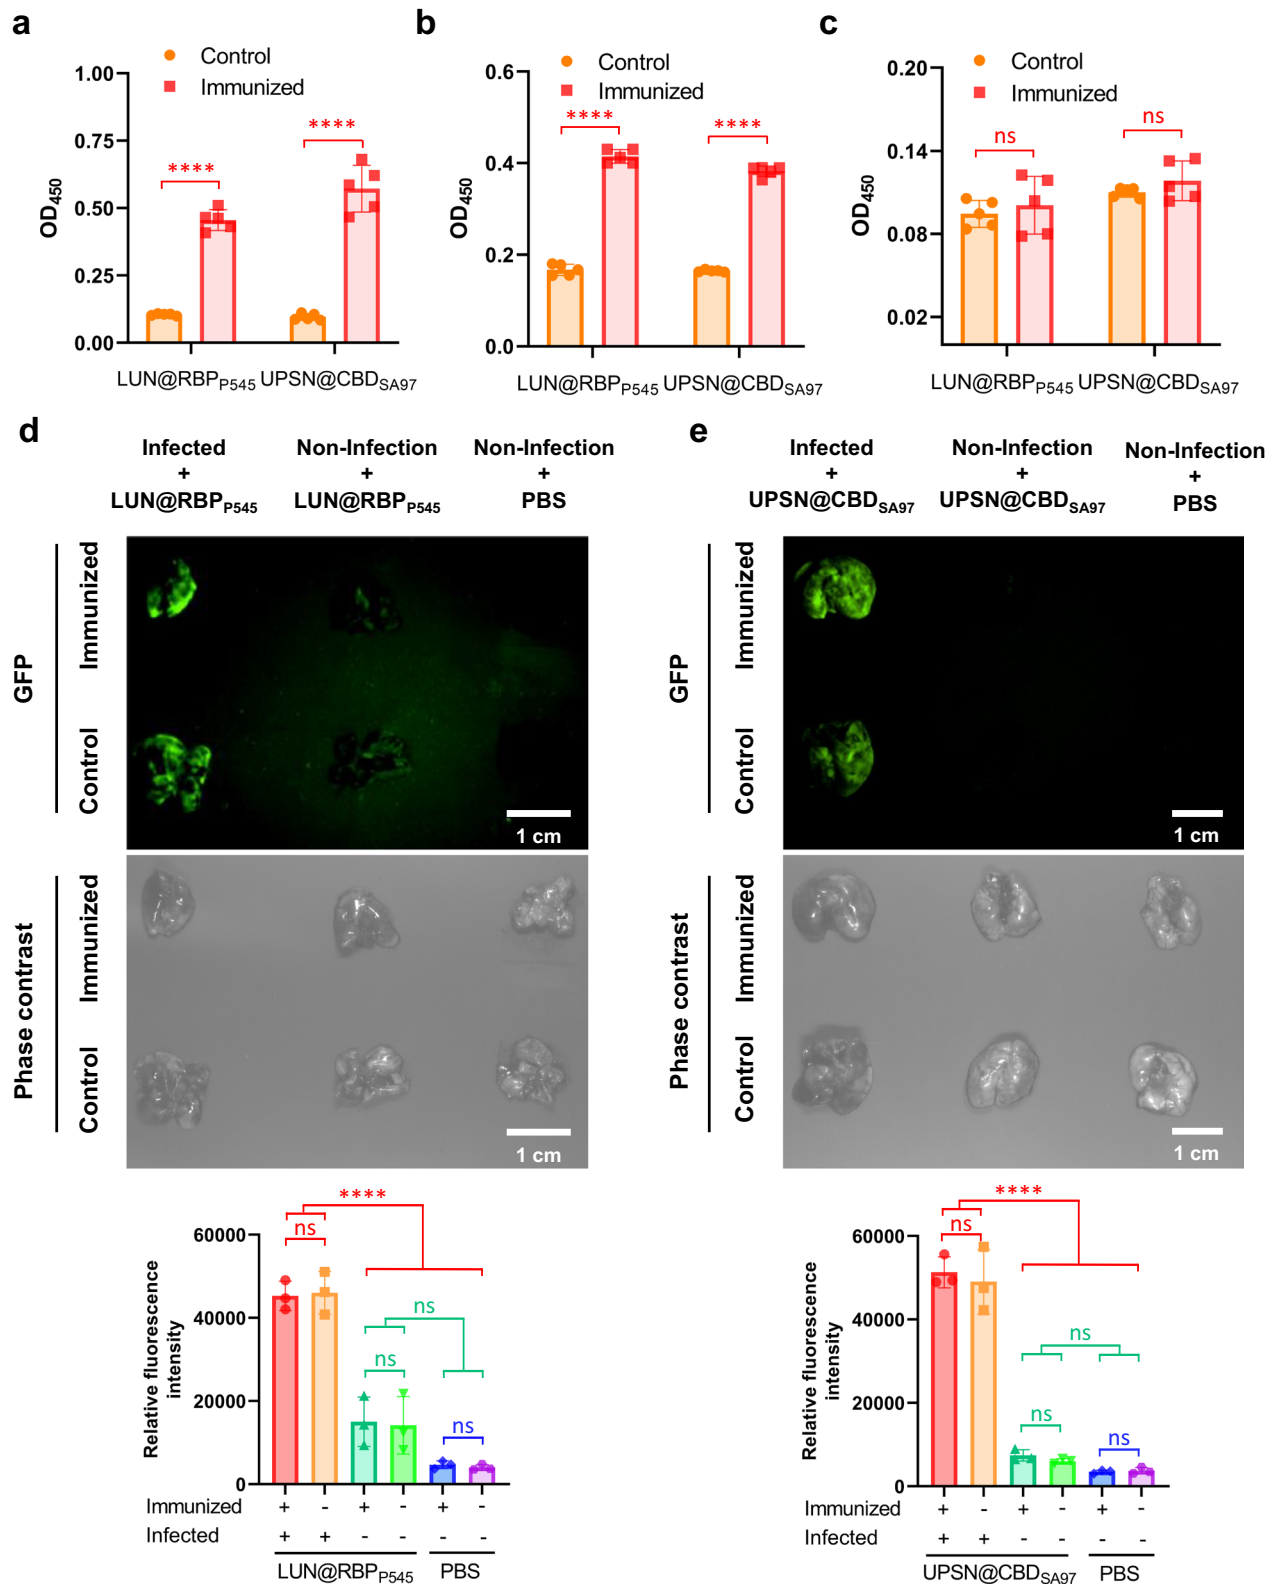 a
Control
Immunized
1.00
0.75
0.50
0.25
0.00
OD450
****
****
LUN@RBPP545 UPSN@CBDSA97
b
Control
Immunized
0.6
0.4
0.2
0.0
OD450
****
****
LUN@RBPP545 UPSN@CBDSA97
c
Control
Immunized
0.20
0.14
0.08
0.02
OD450
ns
ns
LUN@RBPP545 UPSN@CBDSA97
d
Infected
+
LUN@RBPP545
Non-Infection
+
LUN@RBPP545
Non-Infection
+
PBS
GFP
Immunized
Control
1 cm
Phase contrast
Immunized
Control
1 cm
Relative fluorescence
intensity
60000
40000
20000
0
****
ns
ns
ns
ns
Immunized + - + - + -
Infected + + - - - -
LUN@RBPP545 PBS
e
Infected
+
UPSN@CBDSA97
Non-Infection
+
UPSN@CBDSA97
Non-Infection
+
PBS
GFP
Immunized
Control
1 cm
Phase contrast
Immunized
Control
1 cm
Relative fluorescence
intensity
60000
40000
20000
0
****
ns
ns
ns
ns
Immunized + - + - + -
Infected + + - - - -
UPSN@CBDSA97 PBS